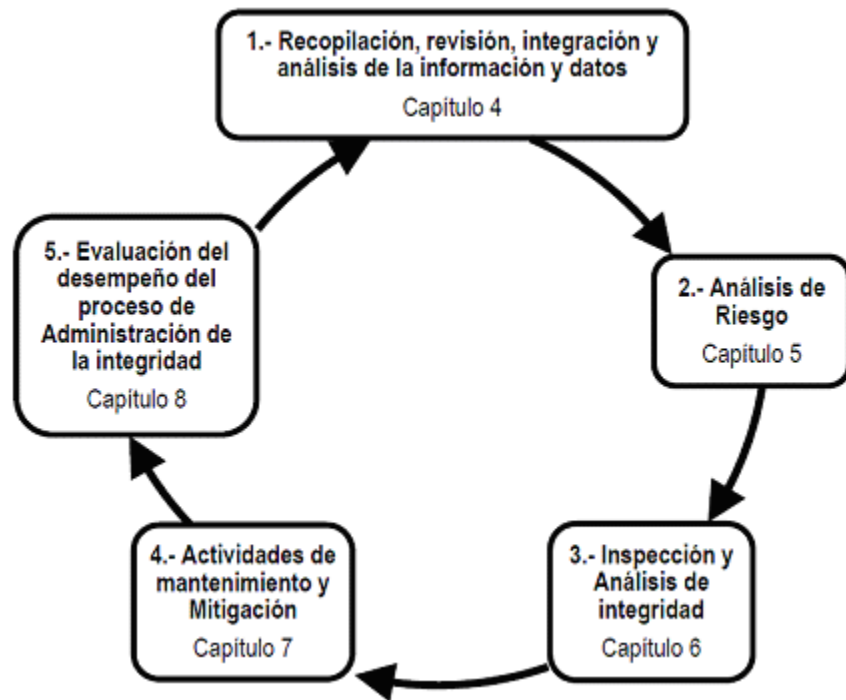 1.- Recopilación, revisión, integración y
análisis de la información y datos
Capítulo 4
2.- Análisis de
Riesgo
Capítulo 5
3.- Inspección y
Análisis de
integridad
Capítulo 6
4.- Actividades de
mantenimiento y
Mitigación
Capítulo 7
5.- Evaluación del
desempeño del
proceso de
Administración de
la integridad
Capítulo 8